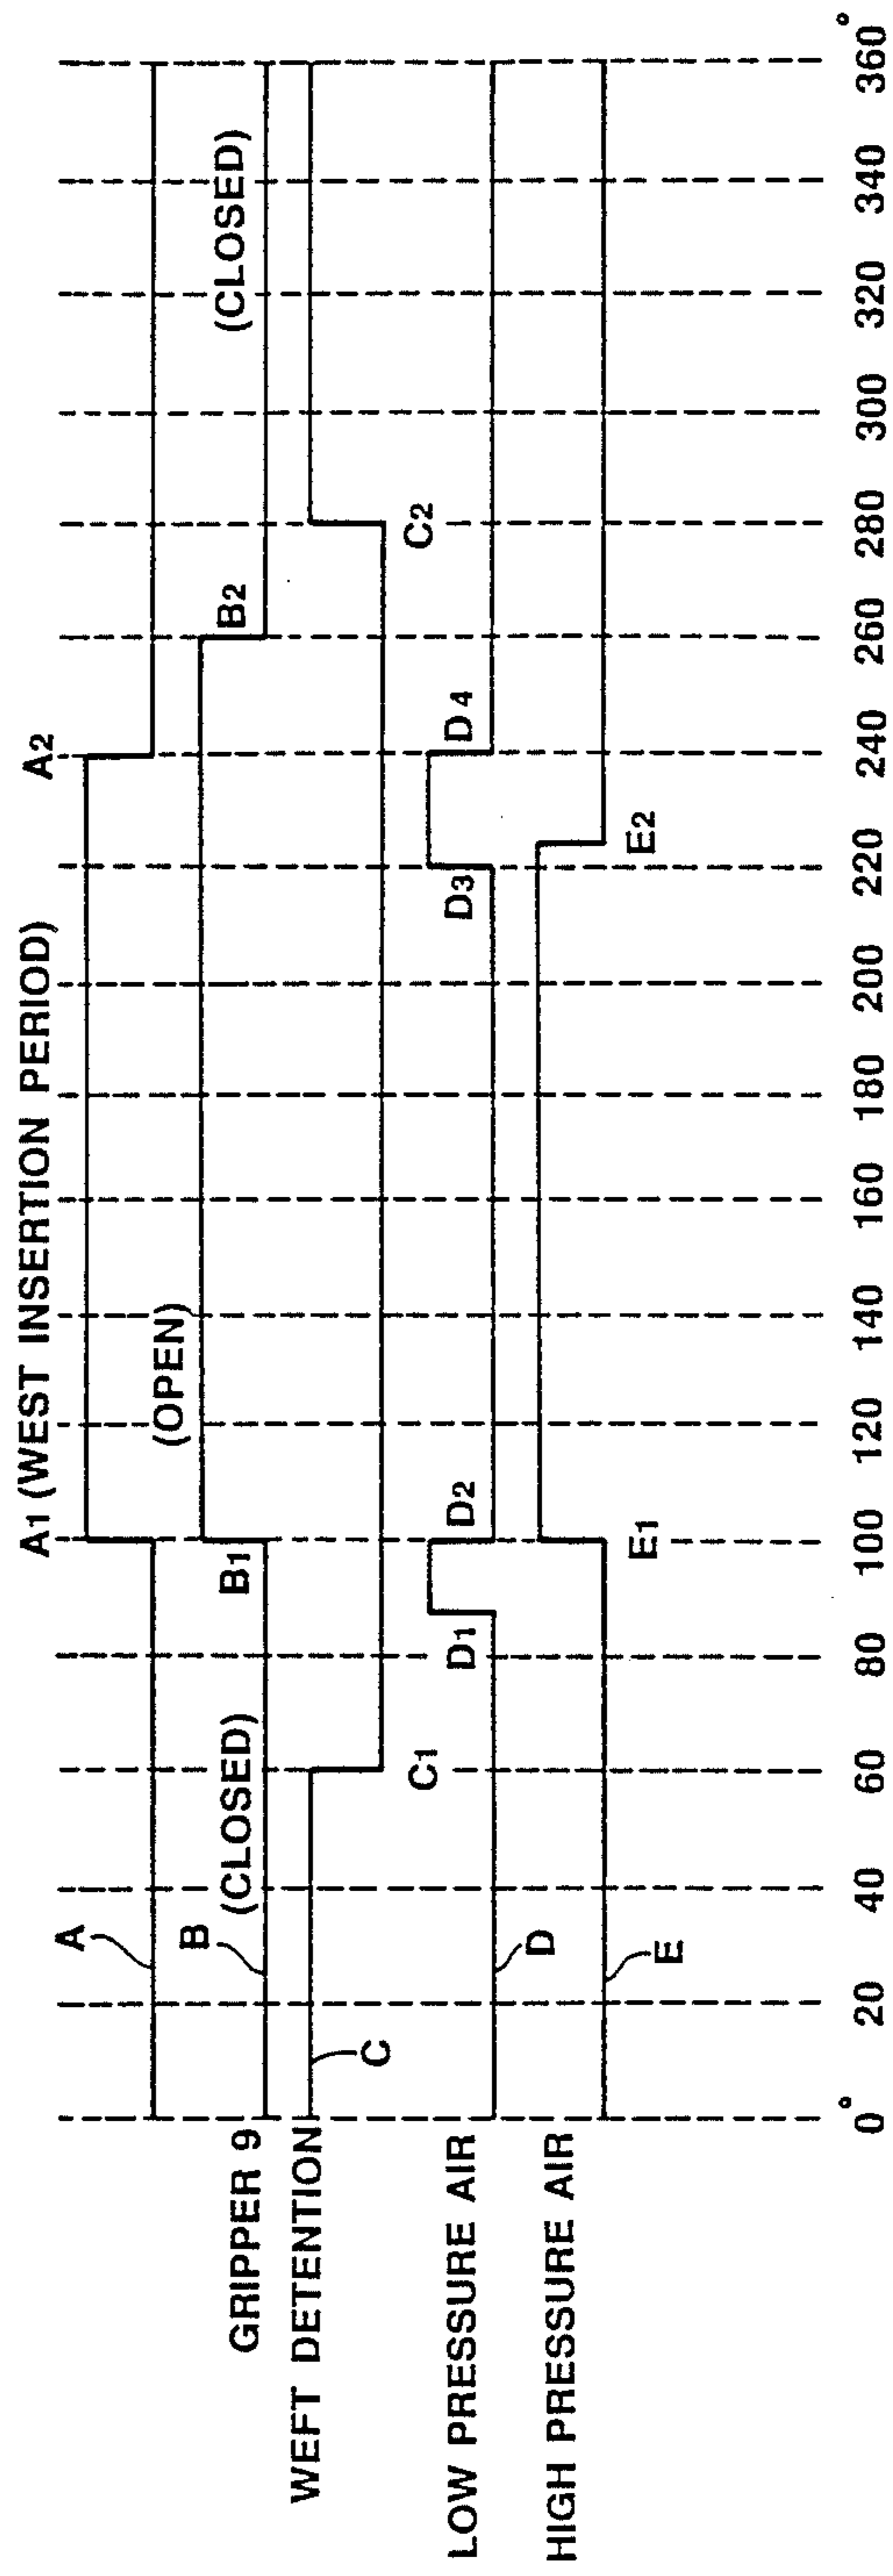 A1 (WEST INSERTION PERIOD)
A2
A
(OPEN)
B
B1
B2
(CLOSED)
(CLOSED)
GRIPPER 9
WEFT DETENTION
C
C1
C2
LOW PRESSURE AIR
D
D1
D2
D3
D4
HIGH PRESSURE AIR
E
E1
E2
0° 20 40 60 80 100 120 140 160 180 200 220 240 260 280 300 320 340 360°